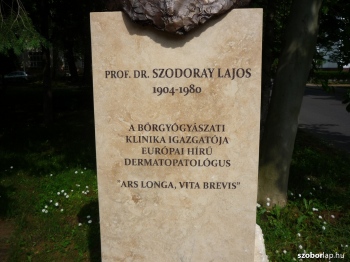 PROF. DR. SZODORAY LAJOS
1904-1980
A BŐRGYÓGYÁSZATI
KLINIKA IGAZGATÓJA
EURÓPAI HÍRŰ
DERMATOPATOLÓGUS
"ARS LONGA, VITA BREVIS"
szoborlap.hu